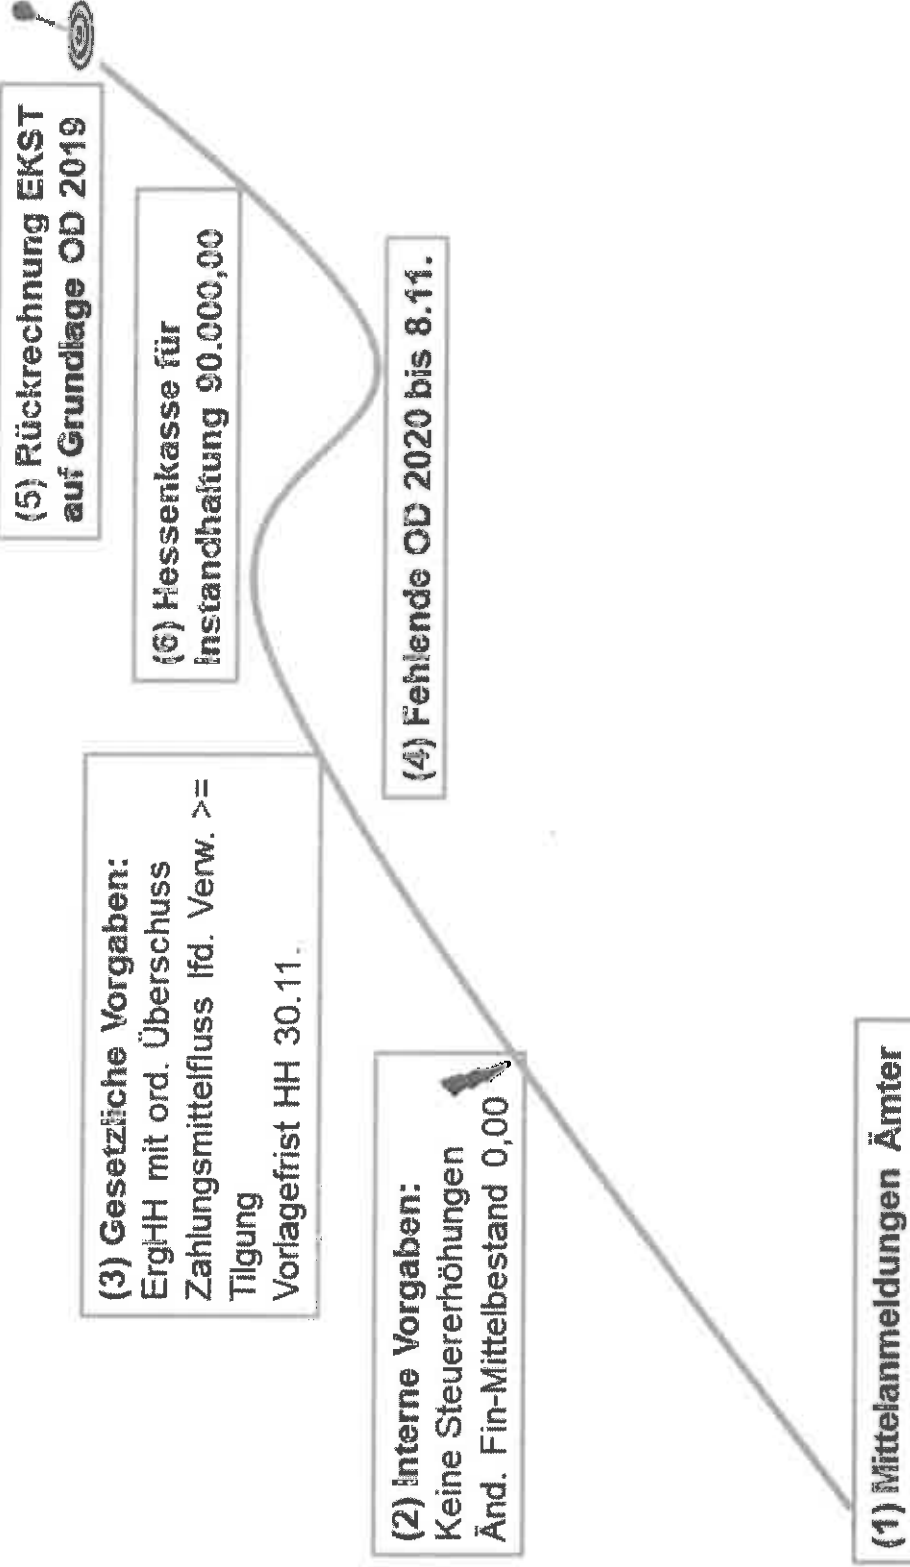 (1) Mittelanmeldungen Ämter
(2) Interne Vorgaben:
Keine Steuererhöhungen
Änd. Fin-Mittelbestand 0,00
(3) Gesetzliche Vorgaben:
ErgHH mit ord. Überschuss
Zahlungsmittelfluss lfd. Verw. >=
Tilgung
Vorlagefrist HH 30.11.
(4) Fehlende OD 2020 bis 8.11.
(5) Rückrechnung EKST
auf Grundlage OD 2019
(6) Hessenkasse für
Instandhaltung 90.000,00